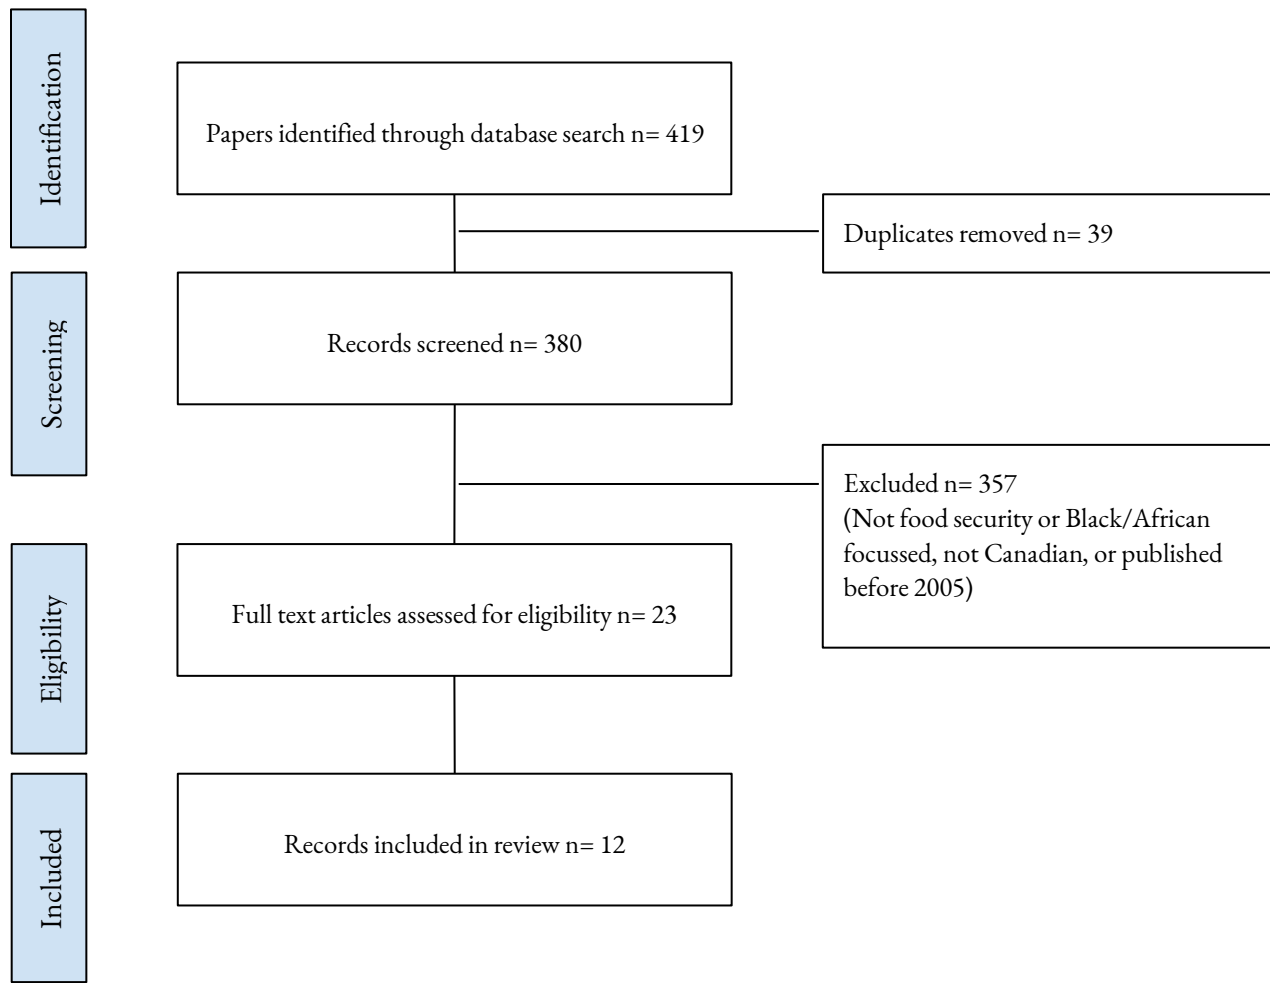 Identification
Papers identified through database search n= 419
Duplicates removed n= 39
Screening
Records screened n= 380
Excluded n= 357
(Not food security or Black/African
focussed, not Canadian, or published
before 2005)
Eligibility
Full text articles assessed for eligibility n= 23
Included
Records included in review n= 12